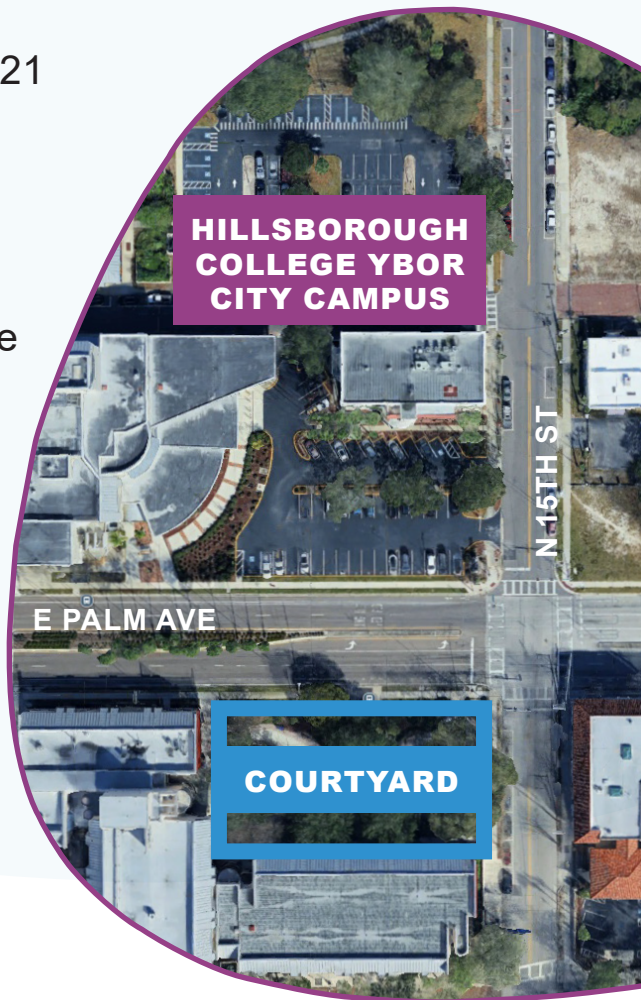 21
e
HILLSBOROUGH
COLLEGE YBOR
CITY CAMPUS
N 15TH ST
E PALM AVE
COURTYARD